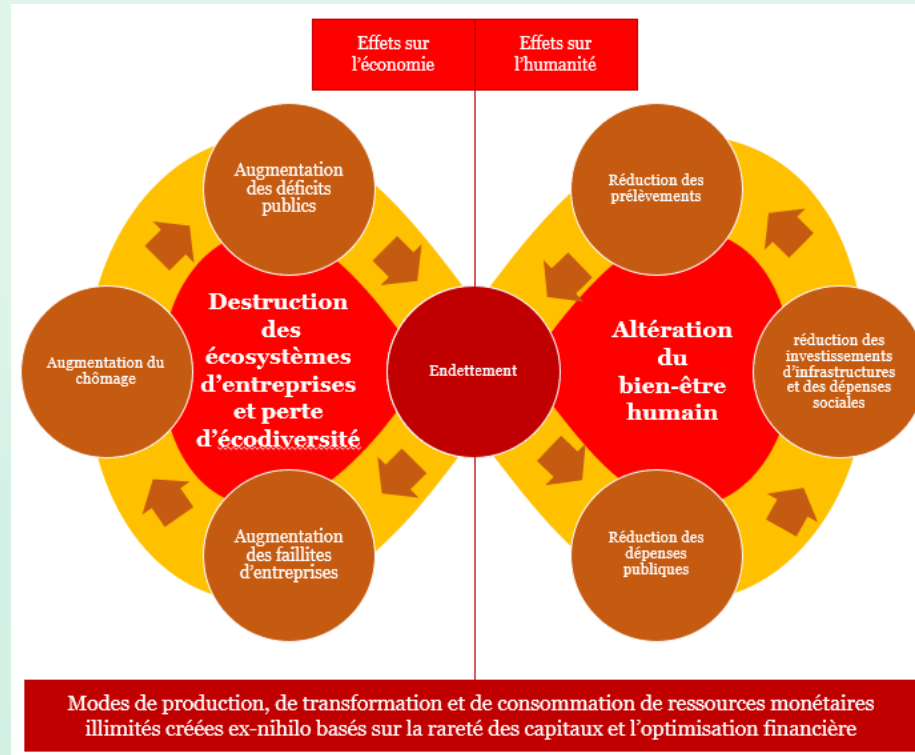 Effets sur
l'économie
Effets sur
l'humanité
Augmentation
des déficits
publics
Réduction des
prélèvements
Destruction
des
écosystèmes
d'entreprises
et perte
d'écodiversité
Augmentation du
chômage
Endettement
Altération
du
bien-être
humain
réduction des
investissements
d'infrastructures
et des dépenses
sociales
Augmentation
des faillites
d'entreprises
Réduction des
dépenses
publiques
Modes de production, de transformation et de consommation de ressources monétaires
illimités créées ex-nihilo basés sur la rareté des capitaux et l'optimisation financière